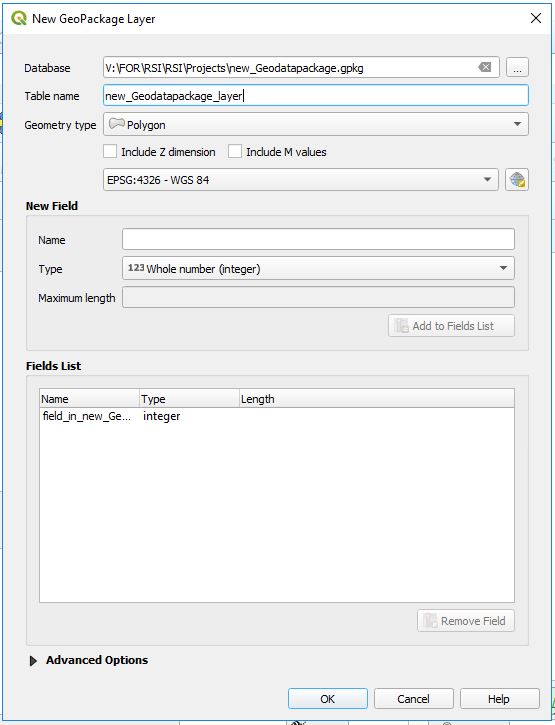 New GeoPackage Layer
Database V:\FOR\RSI\RSI\Projects\new_Geodatapackage.gpkg ...
Table name new_Geodatapackage_layer
Geometry type Polygon
Include Z dimension Include M values
EPSG:4326 - WGS 84
New Field
Name
Type 123 Whole number (integer)
Maximum length
Add to Fields List
Fields List
Name Type Length
field_in_new_Ge... integer
Remove Field
Advanced Options
OK Cancel Help